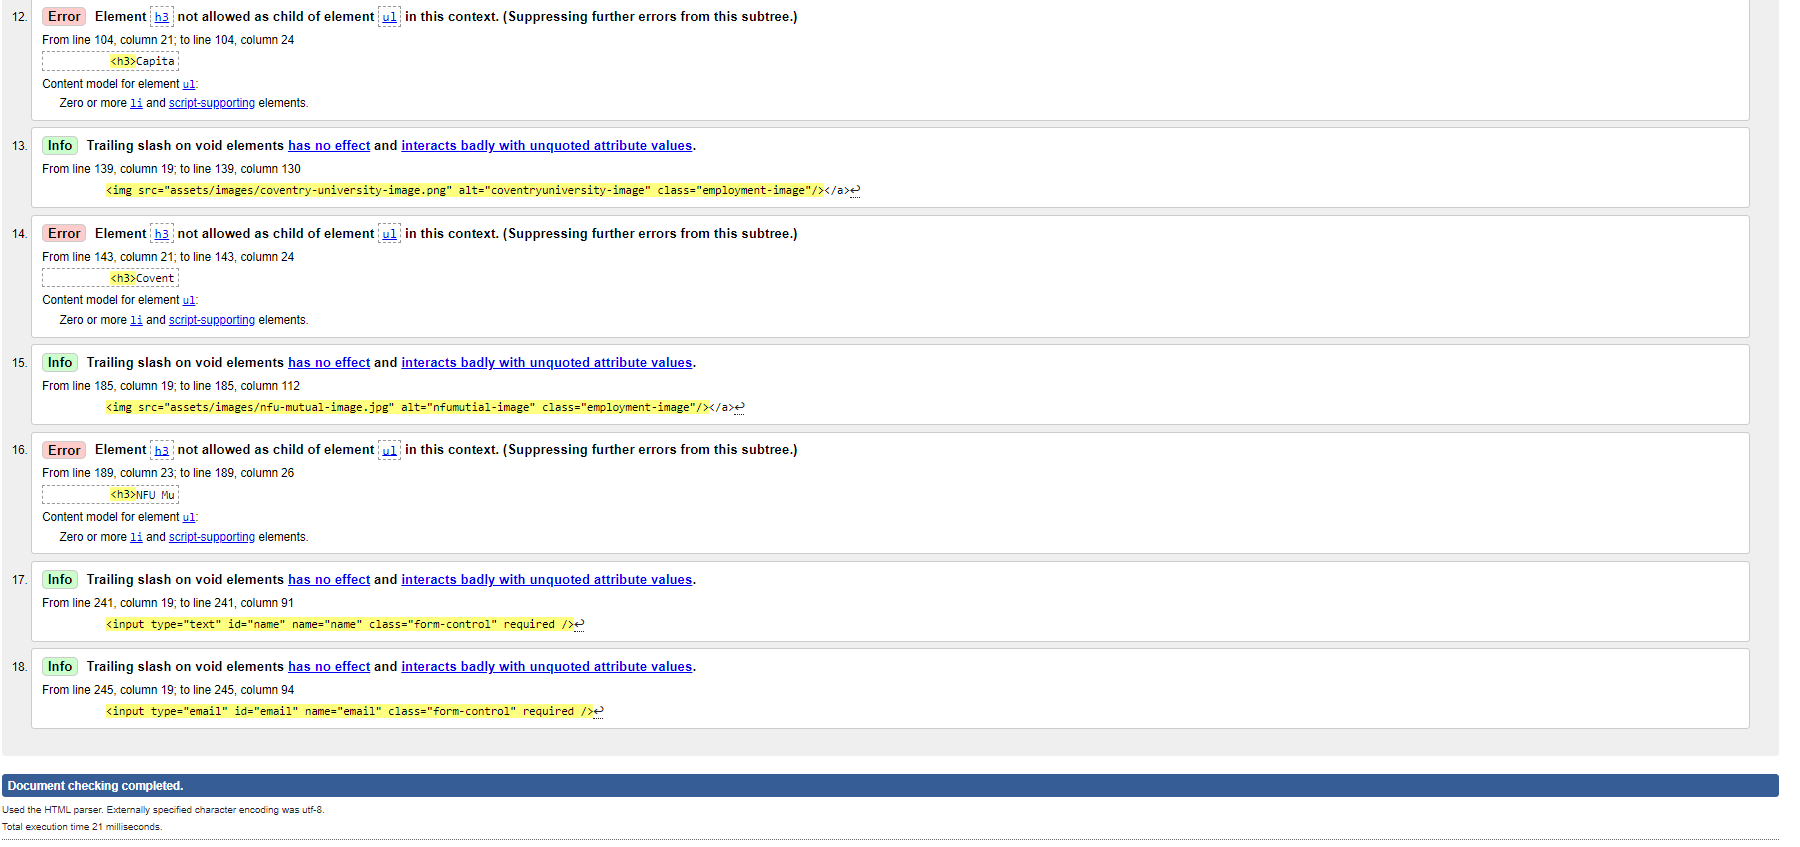 12. Error Element h3 not allowed as child of element ul in this context. (Suppressing further errors from this subtree.)
From line 104, column 21; to line 104, column 24
<h3>Capita
Content model for element ul:
Zero or more li and script-supporting elements.
13. Info Trailing slash on void elements has no effect and interacts badly with unquoted attribute values.
From line 139, column 19; to line 139, column 130
<img src="assets/images/coventry-university-image.png" alt="coventryuniversity-image" class="employment-image"/></a>↩
14. Error Element h3 not allowed as child of element ul in this context. (Suppressing further errors from this subtree.)
From line 143, column 21; to line 143, column 24
<h3>Covent
Content model for element ul:
Zero or more li and script-supporting elements.
15. Info Trailing slash on void elements has no effect and interacts badly with unquoted attribute values.
From line 185, column 19; to line 185, column 112
<img src="assets/images/nfu-mutual-image.jpg" alt="nfumutial-image" class="employment-image"/></a>↩
16. Error Element h3 not allowed as child of element ul in this context. (Suppressing further errors from this subtree.)
From line 189, column 23; to line 189, column 26
<h3>NFU Mu
Content model for element ul:
Zero or more li and script-supporting elements.
17. Info Trailing slash on void elements has no effect and interacts badly with unquoted attribute values.
From line 241, column 19; to line 241, column 91
<input type="text" id="name" name="name" class="form-control" required />↩
18. Info Trailing slash on void elements has no effect and interacts badly with unquoted attribute values.
From line 245, column 19; to line 245, column 94
<input type="email" id="email" name="email" class="form-control" required />↩
Document checking completed.
Used the HTML parser. Externally specified character encoding was utf-8.
Total execution time 21 milliseconds.